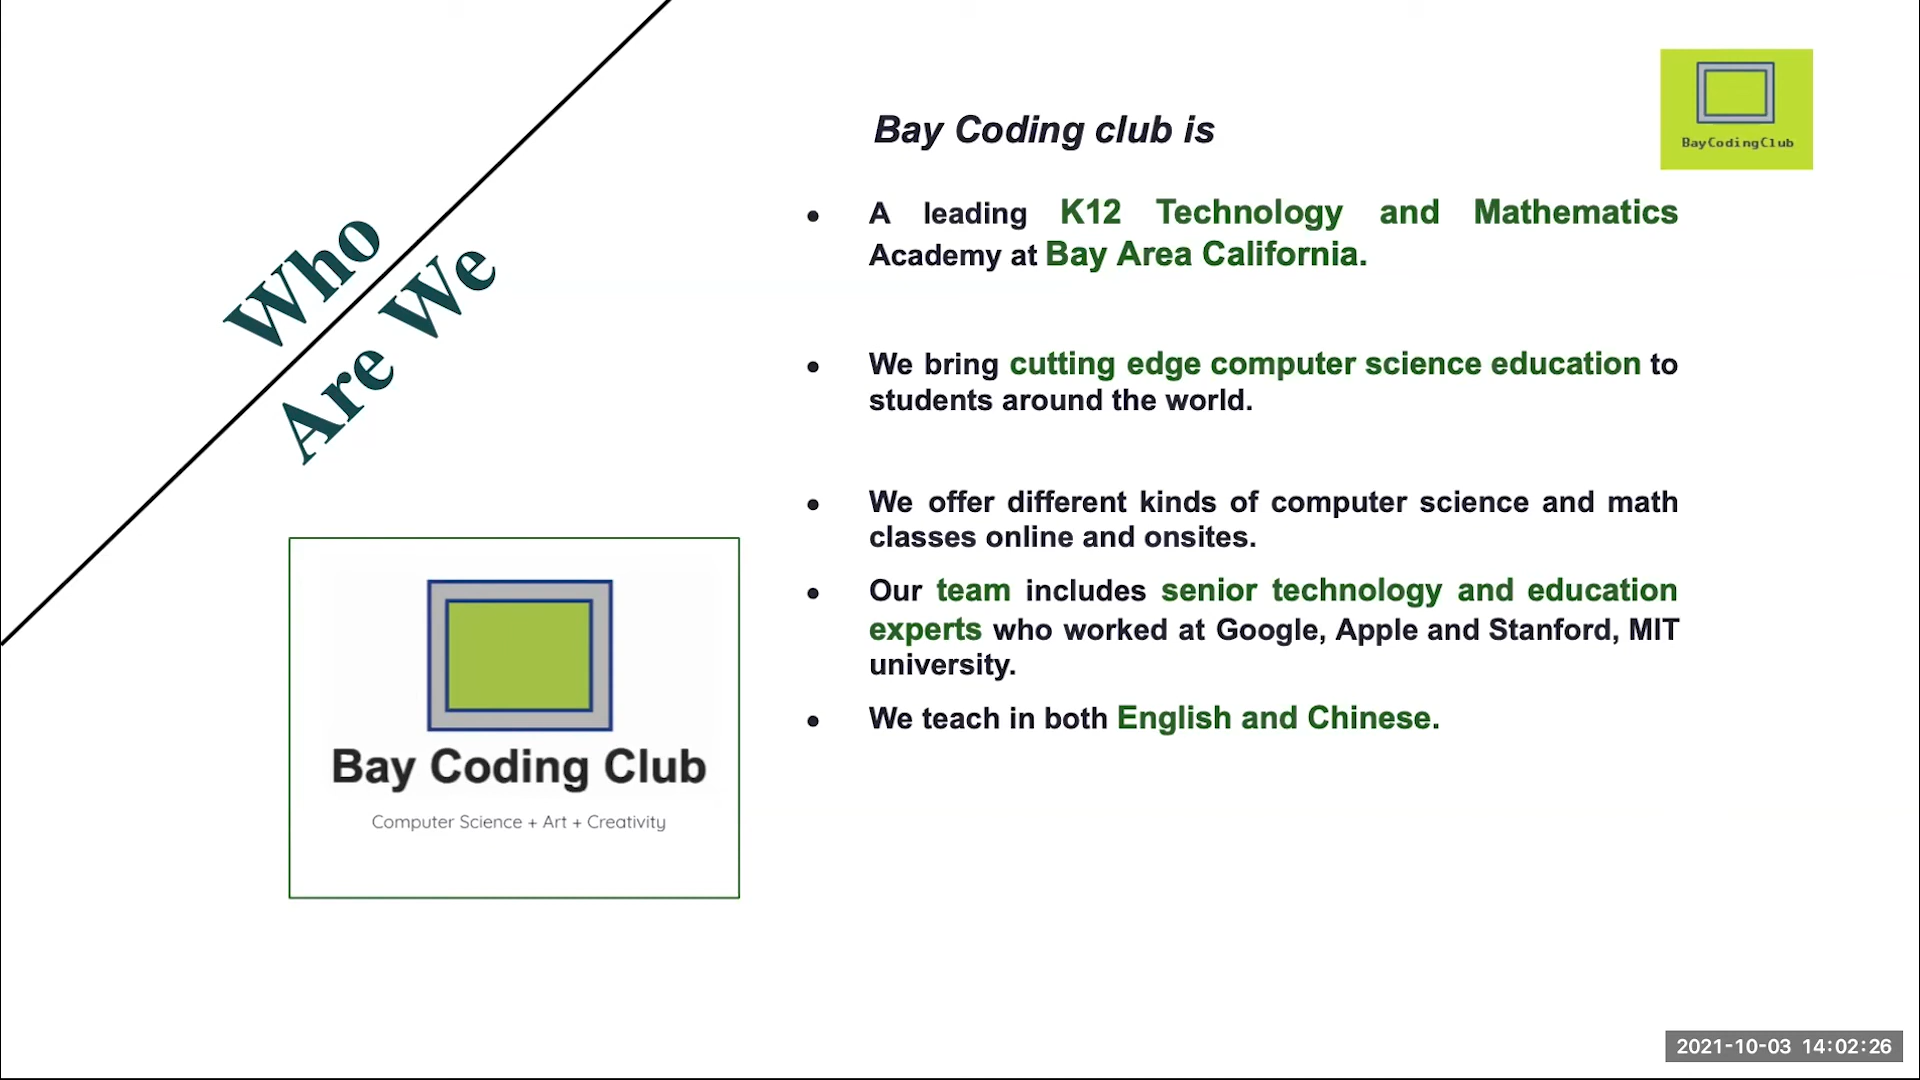 Who
Are We
Bay Coding club is
BayCodingClub
• A leading K12 Technology and Mathematics
Academy at Bay Area California.
• We bring cutting edge computer science education to
students around the world.
• We offer different kinds of computer science and math
classes online and onsites.
• Our team includes senior technology and education
experts who worked at Google, Apple and Stanford, MIT
university.
• We teach in both English and Chinese.
Bay Coding Club
Computer Science + Art + Creativity
2021-10-03 14:02:26